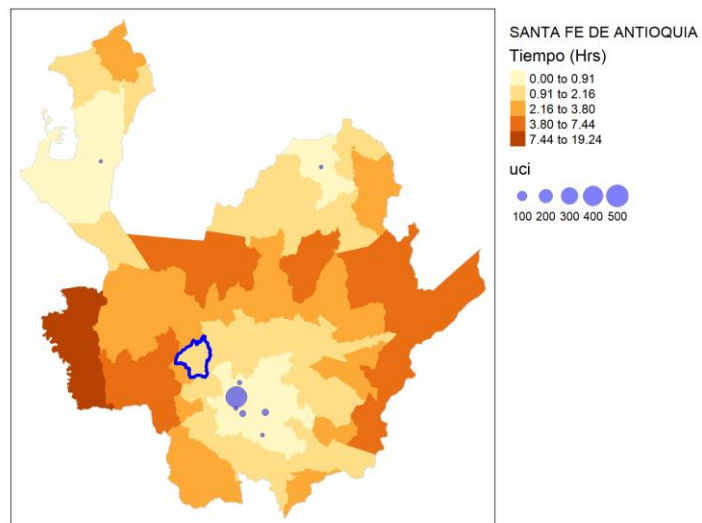 SANTA FE DE ANTIOQUIA
Tiempo (Hrs)
0.00 to 0.91
0.91 to 2.16
2.16 to 3.80
3.80 to 7.44
7.44 to 19.24
uci
100 200 300 400 500